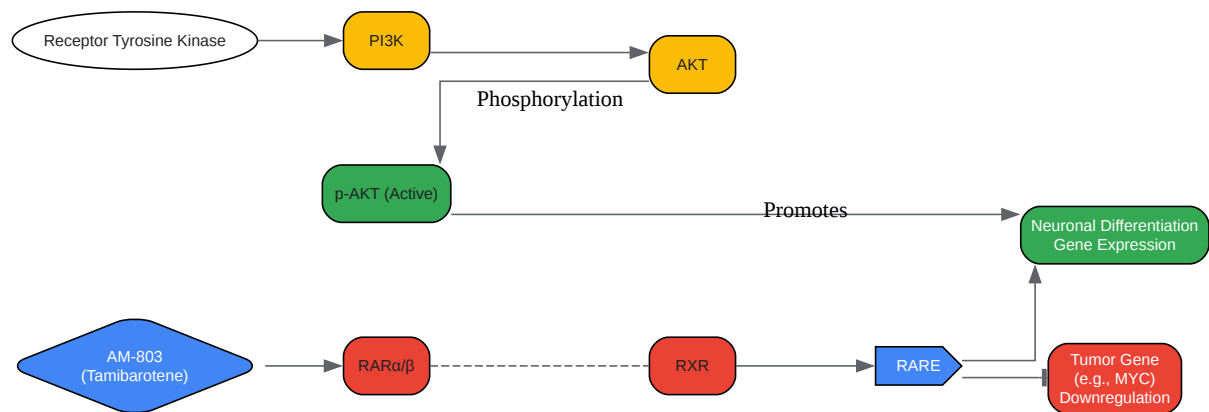 Receptor Tyrosine Kinase
PI3K
AKT
Phosphorylation
p-AKT (Active)
Promotes
Neuronal Differentiation
Gene Expression
AM-803
(Tamibarotene)
RARα/β
RXR
RARE
Tumor Gene
(e.g., MYC)
Downregulation